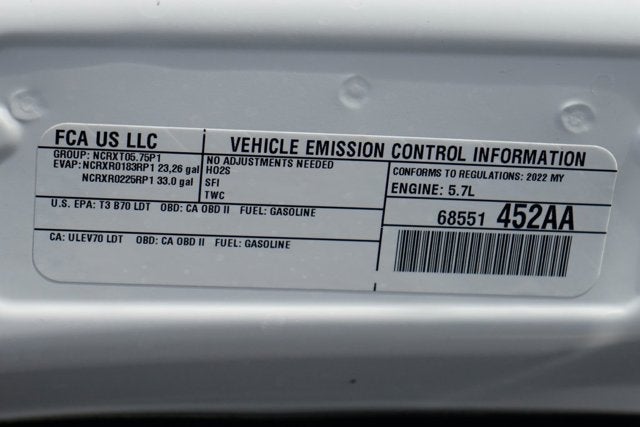 FCA US LLC
GROUP: NCRXT05.75P1
EVAP: NCRXR0183RP1 23,26 gal
NCRXR0225RP1 33.0 gal
VEHICLE EMISSION CONTROL INFORMATION
NO ADJUSTMENTS NEEDED
HO2S
SFI
TWC
CONFORMS TO REGULATIONS: 2022 MY
ENGINE: 5.7L
U.S. EPA: T3 B70 LDT OBD: CA OBD II FUEL: GASOLINE
CA: ULEV70 LDT OBD: CA OBD II FUEL: GASOLINE
68551 452AA